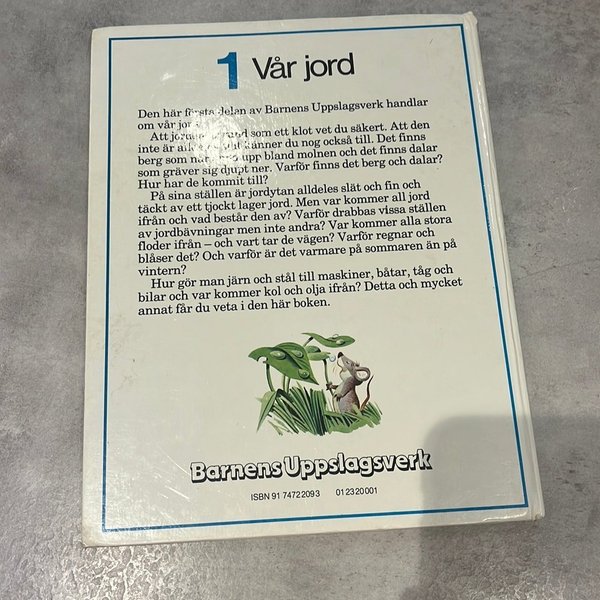 1 Vår jord
Den här första delen av Barnens Uppslagsverk handlar
om vår jord
Att jorden är rund som ett klot vet du säkert. Att den
inte är känner du nog också till. Det finns
berg som når upp bland molnen och det finns dalar
som gräver sig djupt ner. Varför finns det berg och dalar?
Hur har de kommit till?
På sina ställen är jordytan alldeles slät och fin och
täckt av ett tjockt lager jord. Men var kommer all jord
ifrån och vad består den av? Varför drabbas vissa ställen
av jordbävningar men inte andra? Var kommer alla stora
floder ifrån – och vart tar de vägen? Varför regnar och
blåser det? Och varför är det varmare på sommaren än på
vintern?
Hur gör man järn och stål till maskiner, båtar, tåg och
bilar och var kommer kol och olja ifrån? Detta och mycket
annat får du veta i den här boken.
Barnens Uppslagsverk
ISBN 91 7472 209 3 012320001